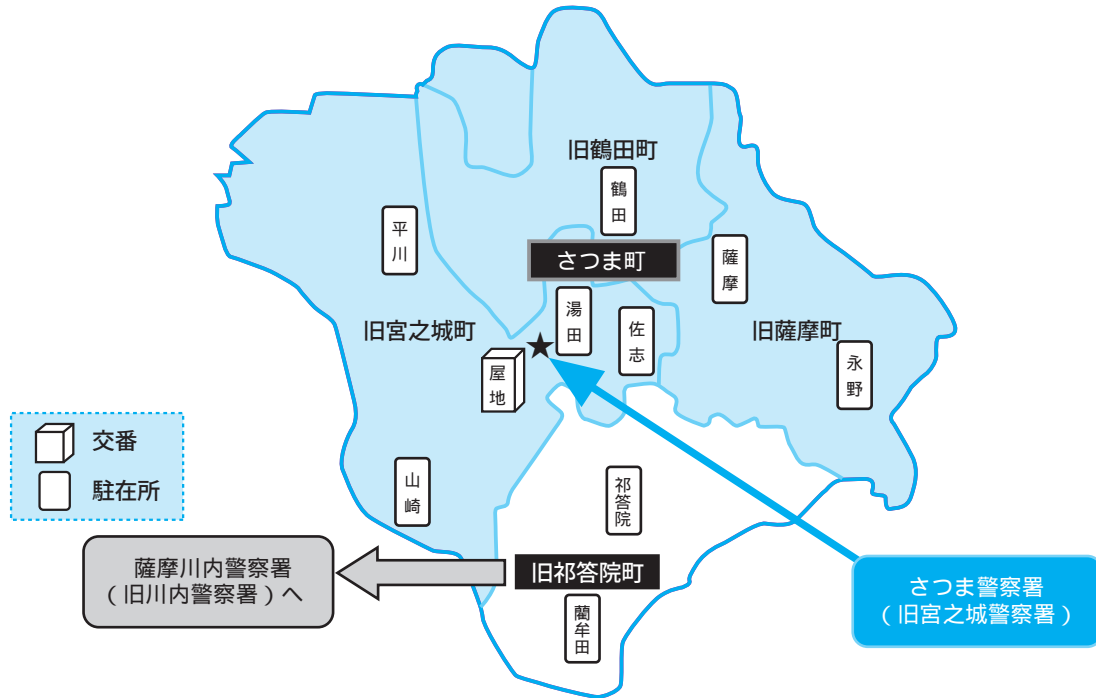 旧鶴田町
鶴田
平川
さつま町
薩摩
湯田
佐志
旧宮之城町
旧薩摩町
屋地
永野
交番
駐在所
山崎
祁答院
薩摩川内警察署
(旧川内警察署)へ
旧祁答院町
藺牟田
さつま警察署
(旧宮之城警察署)